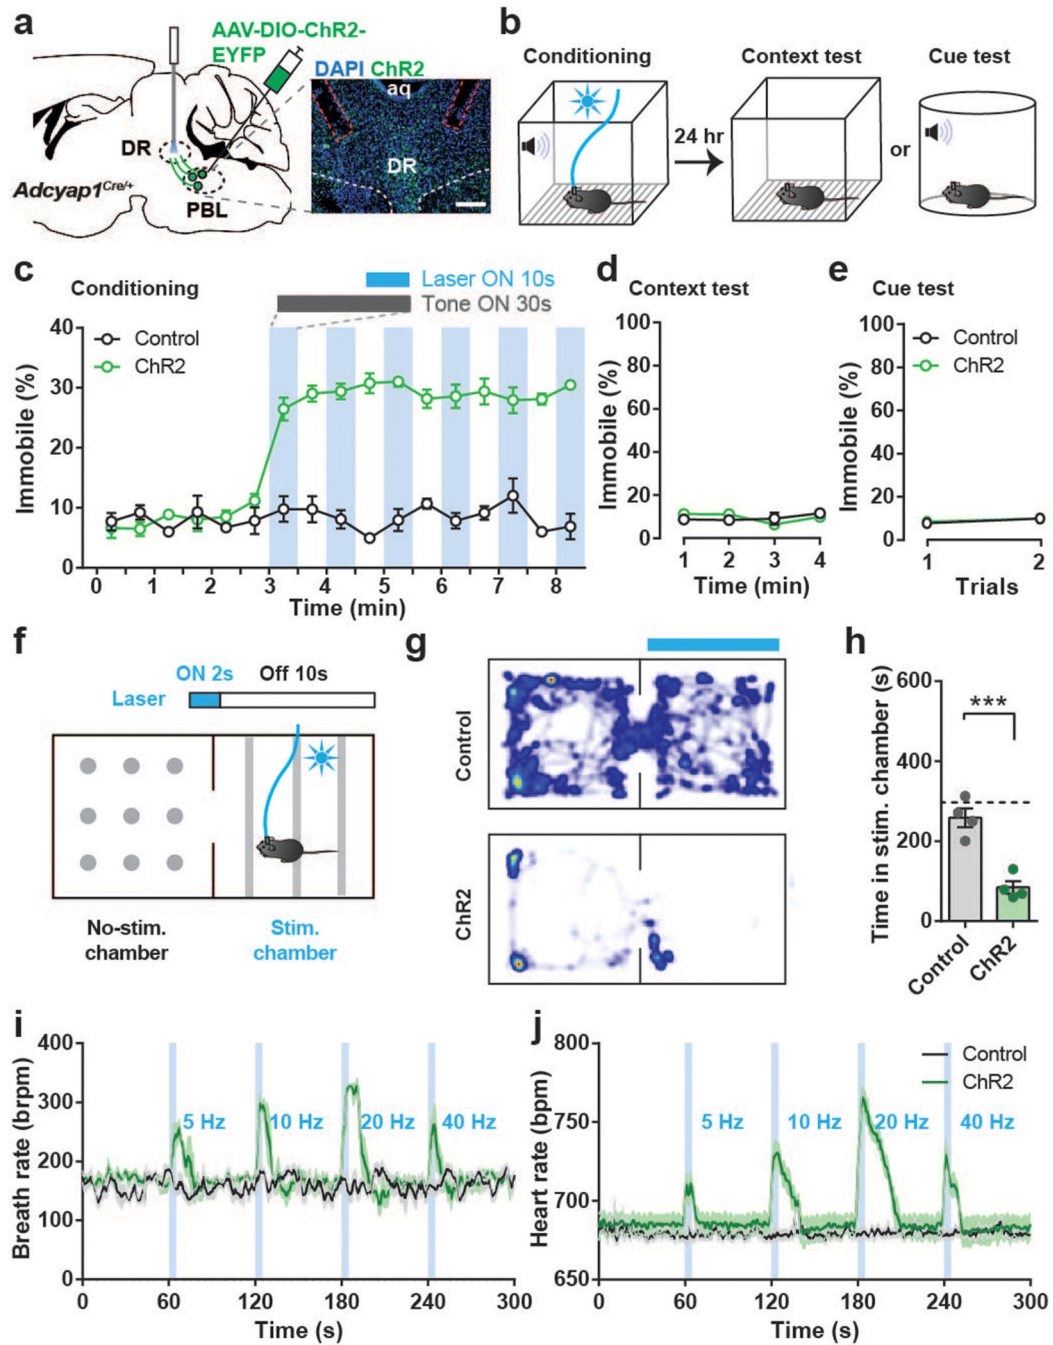 a
AAV-DIO-ChR2-
EYFP
DAPI ChR2
aq
DR
DR
Adcyap1Cre/+
PBL
b
Conditioning
Context test
Cue test
24 hr
or
c
Conditioning
Laser ON 10s
Tone ON 30s
Control
ChR2
Immobile (%)
40
30
20
10
0
0 1 2 3 4 5 6 7 8
Time (min)
d
Context test
Immobile (%)
100
80
60
40
20
0
1 2 3 4
Time (min)
e
Cue test
Control
ChR2
Immobile (%)
100
80
60
40
20
0
1 2
Trials
f
ON 2s Off 10s
Laser
No-stim.
chamber
Stim.
chamber
g
Control
ChR2
h
Time in stim. chamber (s)
600
400
200
0
***
Control
ChR2
i
Breath rate (brpm)
400
300
200
100
0
5 Hz 10 Hz 20 Hz 40 Hz
0 60 120 180 240 300
Time (s)
j
Heart rate (bpm)
800
750
700
650
Control
ChR2
5 Hz 10 Hz 20 Hz 40 Hz
0 60 120 180 240 300
Time (s)